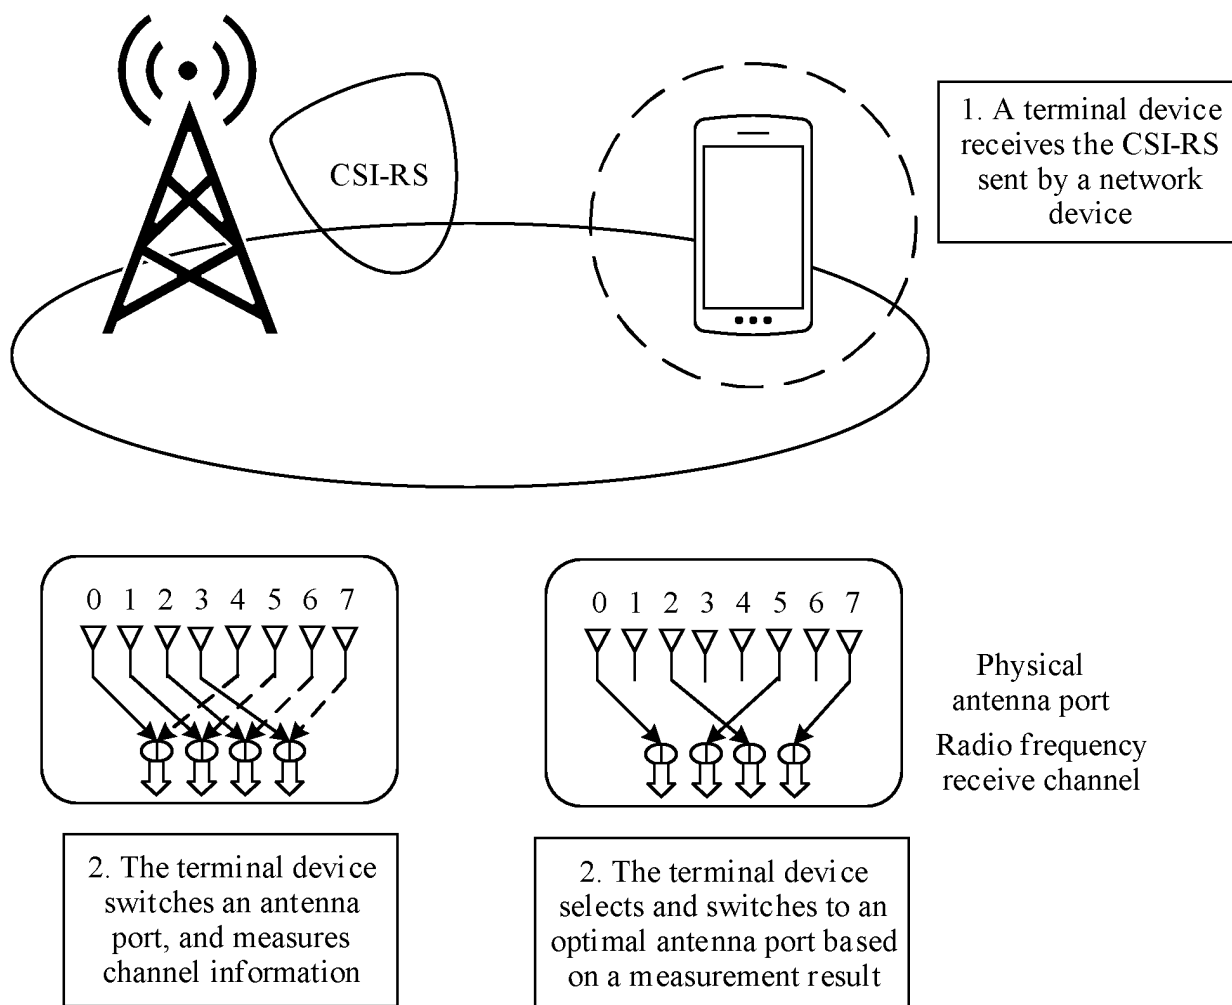 CSI-RS
1. A terminal device
receives the CSI-RS
sent by a network
device
0 1 2 3 4 5 6 7
0 1 2 3 4 5 6 7
Physical
antenna port
Radio frequency
receive channel
2. The terminal device
switches an antenna
port, and measures
channel information
2. The terminal device
selects and switches to an
optimal antenna port based
on a measurement result